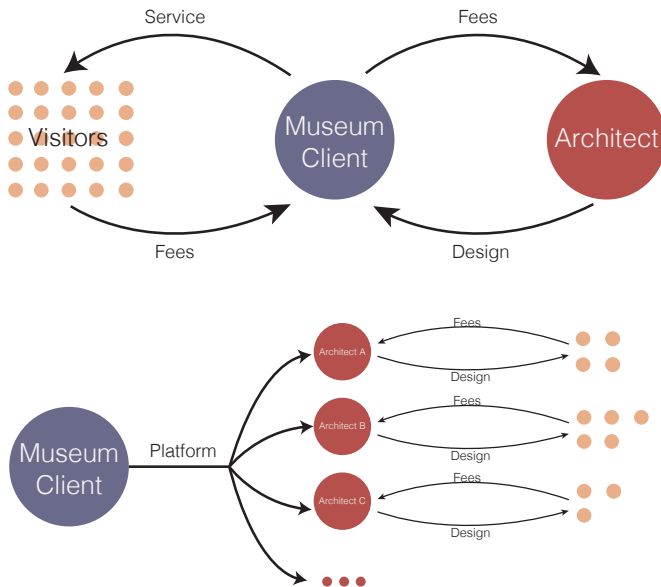 Service
Fees
Visitors
Museum
Client
Architect
Fees
Design
Fees
Architect A
Design
Fees
Architect B
Design
Museum
Client
Platform
Fees
Architect C
Design